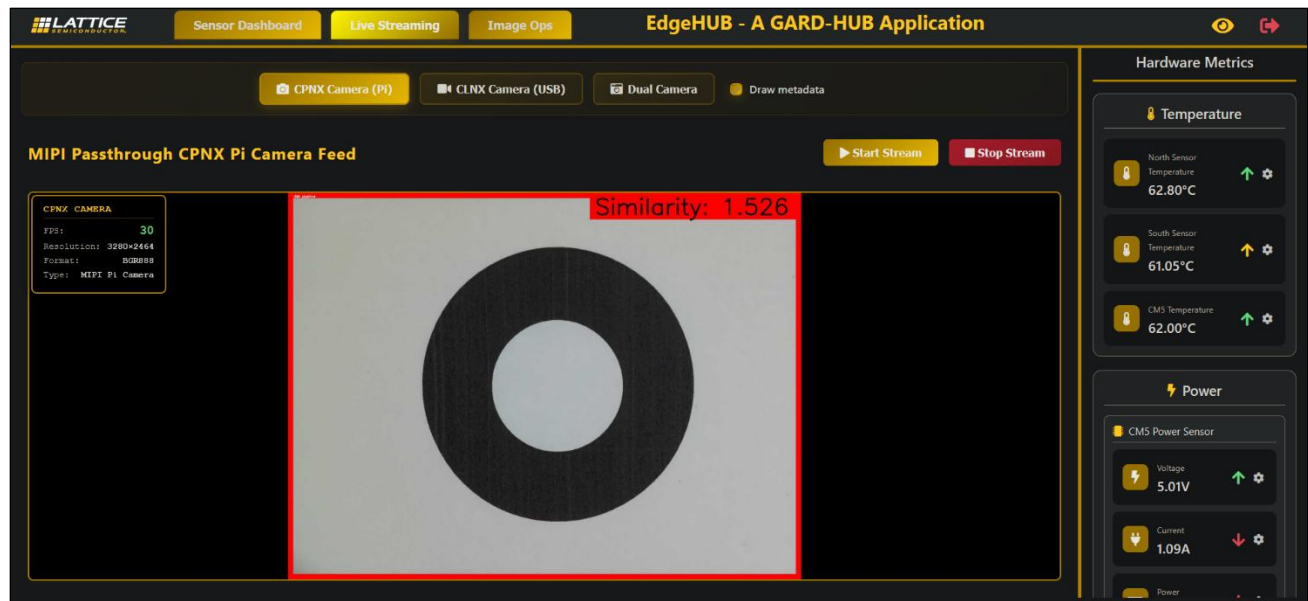 LATTICE
SEMICONDUCTOR.
Sensor Dashboard
Live Streaming
Image Ops
EdgeHUB - A GARD-HUB Application
CPNX Camera (Pi)
CLNX Camera (USB)
Dual Camera
Draw metadata
MIPI Passthrough CPNX Pi Camera Feed
Start Stream
Stop Stream
CPNX CAMERA
FPS: 30
Resolution: 3280×2464
Format: BGR888
Type: MIPI Pi Camera
Similarity: 1.526
Hardware Metrics
Temperature
North Sensor
Temperature
62.80°C
South Sensor
Temperature
61.05°C
CM5 Temperature
62.00°C
Power
CM5 Power Sensor
Voltage
5.01V
Current
1.09A
Power